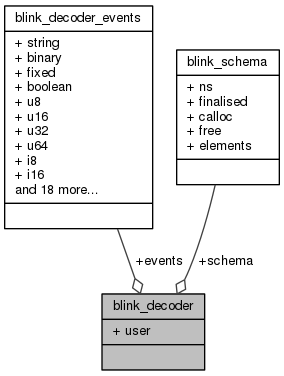 blink_decoder_events
+ string
+ binary
+ fixed
+ boolean
+ u8
+ u16
+ u32
+ u64
+ i8
+ i16
and 18 more...
blink_schema
+ ns
+ finalised
+ calloc
+ free
+ elements
+events
+schema
blink_decoder
+ user